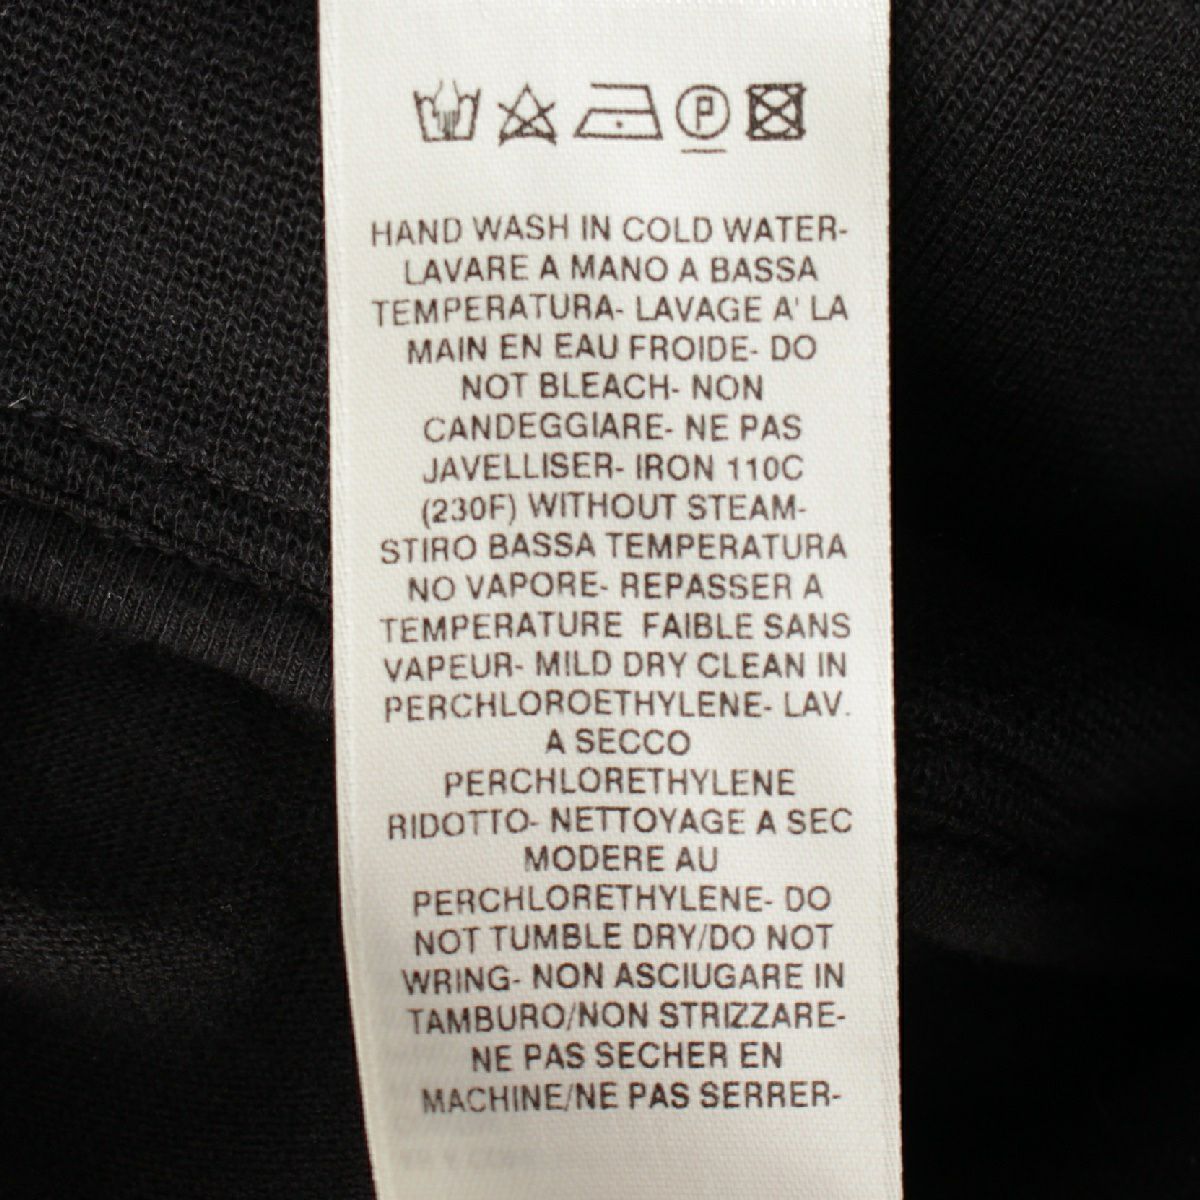 P
HAND WASH IN COLD WATER-
LAVARE A MANO A BASSA
TEMPERATURA- LAVAGE A' LA
MAIN EN EAU FROIDE- DO
NOT BLEACH- NON
CANDEGGIARE- NE PAS
JAVELLISER- IRON 110C
(230F) WITHOUT STEAM-
STIRO BASSA TEMPERATURA
NO VAPORE- REPASSER A
TEMPERATURE FAIBLE SANS
VAPEUR- MILD DRY CLEAN IN
PERCHLOROETHYLENE- LAV.
A SECCO
PERCHLORETHYLENE
RIDOTTO- NETTOYAGE A SEC
MODERE AU
PERCHLORETHYLENE- DO
NOT TUMBLE DRY/DO NOT
WRING- NON ASCIUGARE IN
TAMBURO/NON STRIZZARE-
NE PAS SECHER EN
MACHINE/NE PAS SERRER-